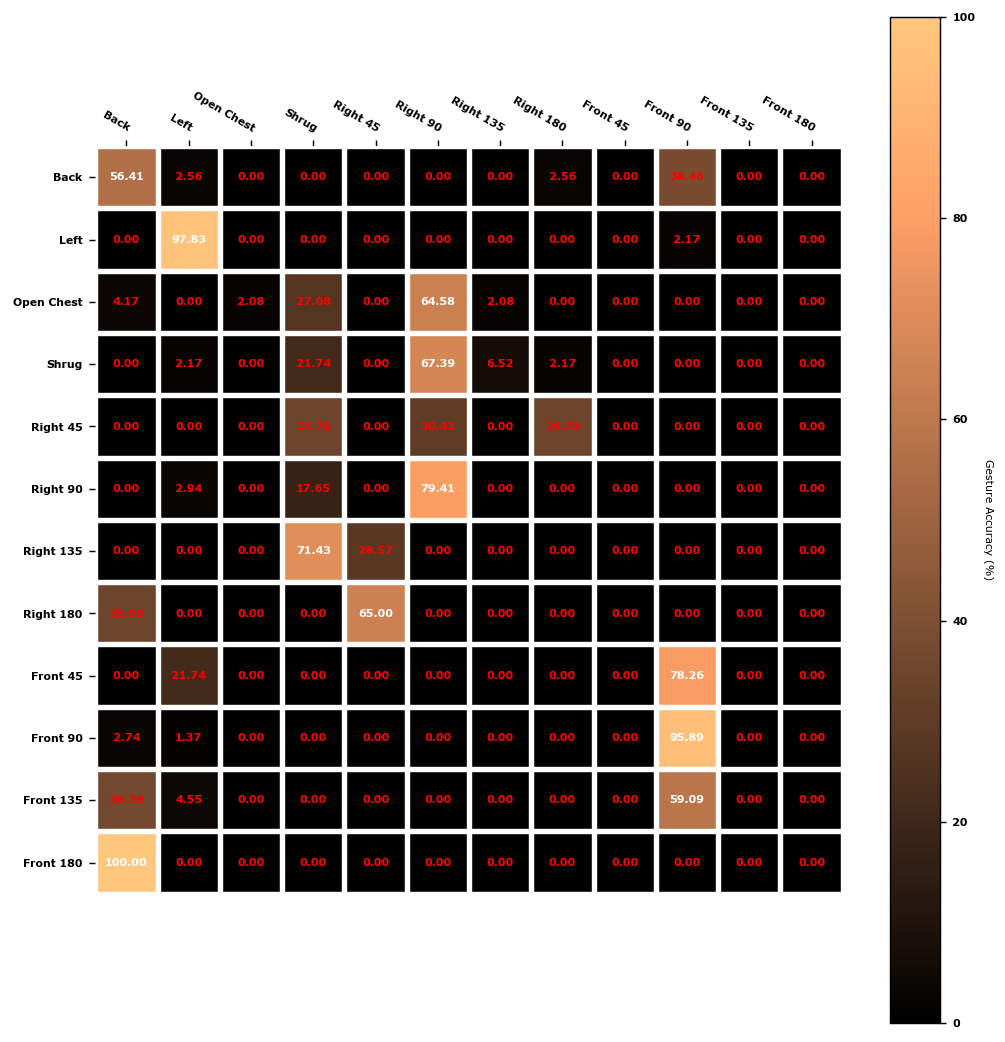 100
Back Left Open Chest Shrug Right 45 Right 90 Right 135 Right 180 Front 45 Front 90 Front 135 Front 180
Back 56.41 2.56 0.00 0.00 0.00 0.00 0.00 2.56 0.00 38.46 0.00 0.00
80
Left 0.00 97.83 0.00 0.00 0.00 0.00 0.00 0.00 0.00 2.17 0.00 0.00
Open Chest 4.17 0.00 2.08 27.08 0.00 64.58 2.08 0.00 0.00 0.00 0.00 0.00
Shrug 0.00 2.17 0.00 21.74 0.00 67.39 6.52 2.17 0.00 0.00 0.00 0.00
60
Right 45 0.00 0.00 0.00 34.78 0.00 30.43 0.00 34.78 0.00 0.00 0.00 0.00
Right 90 0.00 2.94 0.00 17.65 0.00 79.41 0.00 0.00 0.00 0.00 0.00 0.00
Gesture Accuracy (%)
Right 135 0.00 0.00 0.00 71.43 28.57 0.00 0.00 0.00 0.00 0.00 0.00 0.00
Right 180 35.00 0.00 0.00 0.00 65.00 0.00 0.00 0.00 0.00 0.00 0.00 0.00
40
Front 45 0.00 21.74 0.00 0.00 0.00 0.00 0.00 0.00 0.00 78.26 0.00 0.00
Front 90 2.74 1.37 0.00 0.00 0.00 0.00 0.00 0.00 0.00 95.89 0.00 0.00
Front 135 36.36 4.55 0.00 0.00 0.00 0.00 0.00 0.00 0.00 59.09 0.00 0.00
20
Front 180 100.00 0.00 0.00 0.00 0.00 0.00 0.00 0.00 0.00 0.00 0.00 0.00
0